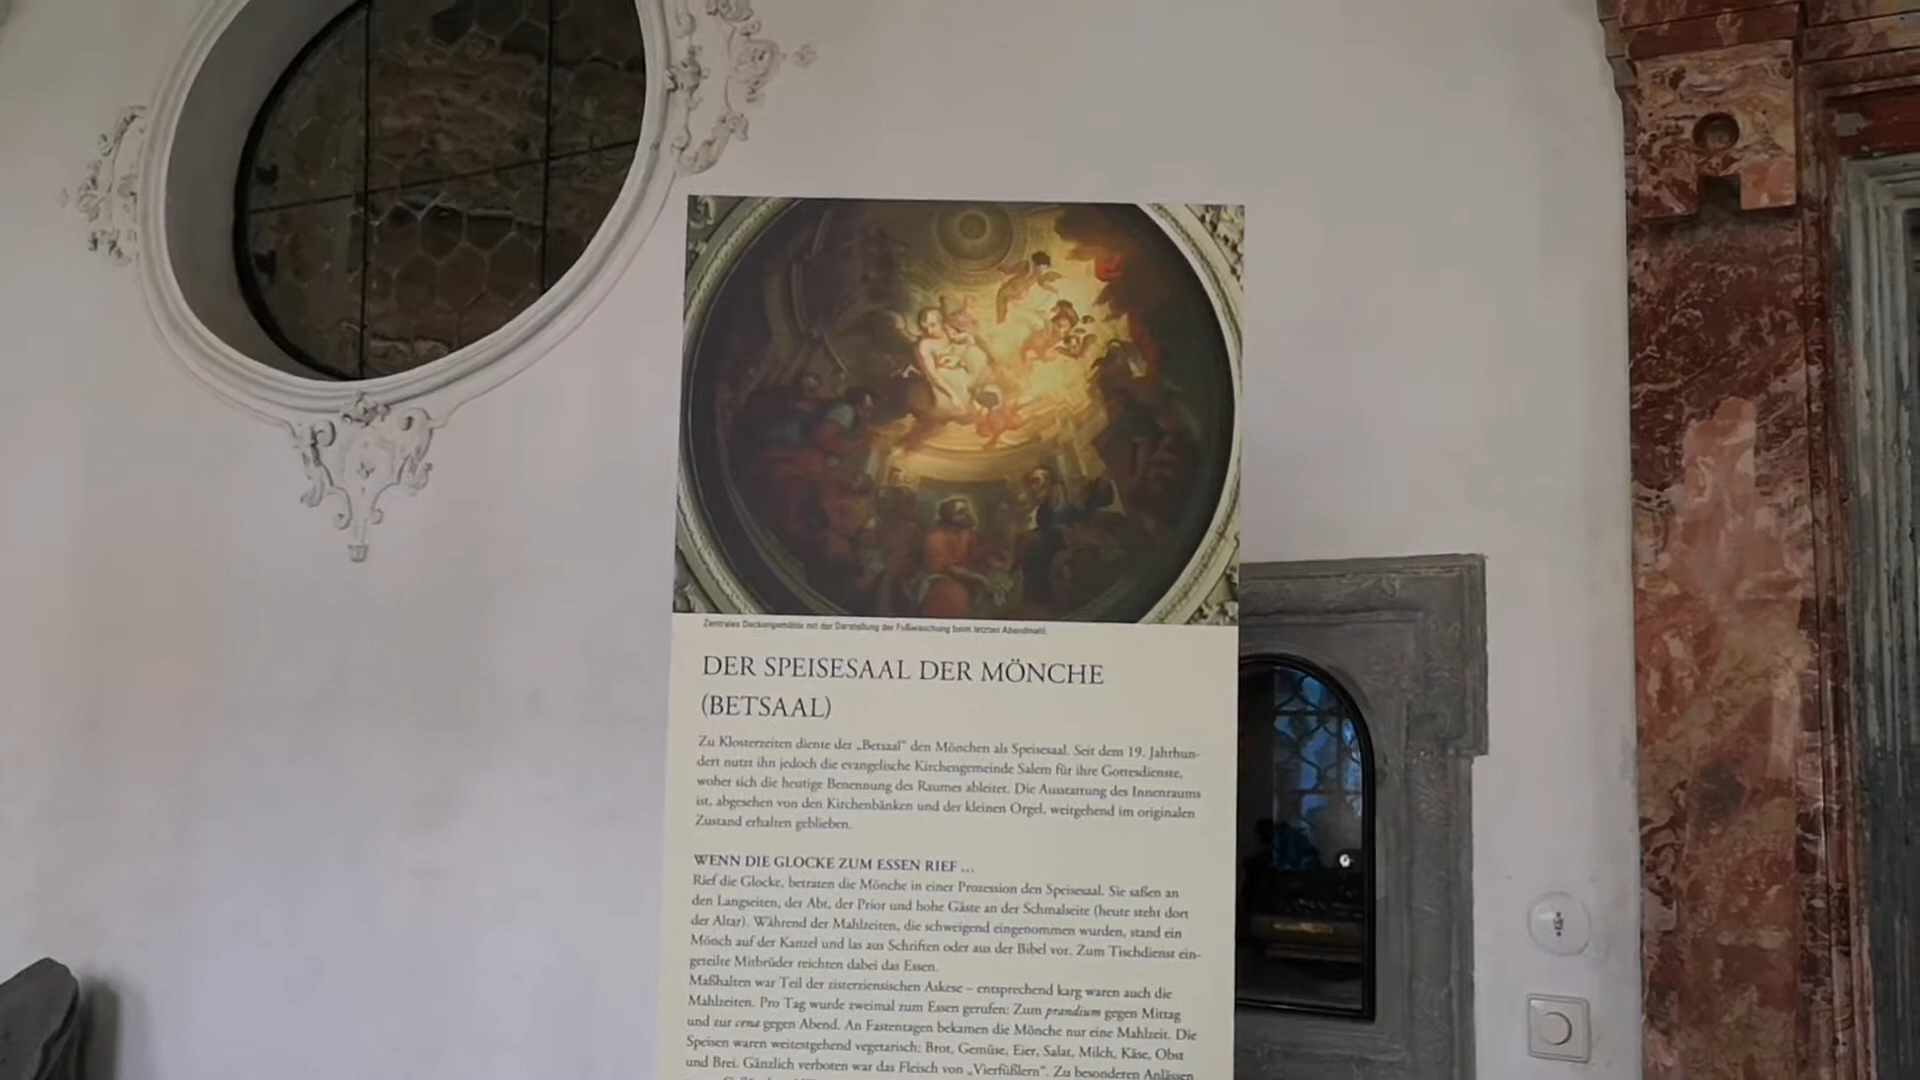 Zentrales Deckengemälde mit der Darstellung der Fußwaschung beim letzten Abendmahl.
DER SPEISESAAL DER MÖNCHE
(BETSAAL)
Zu Klosterzeiten diente der „Betsaal“ den Mönchen als Speisesaal. Seit dem 19. Jahrhun-
dert nutzt ihn jedoch die evangelische Kirchengemeinde Salem für ihre Gottesdienste,
woher sich die heutige Benennung des Raumes ableitet. Die Ausstattung des Innenraums
ist, abgesehen von den Kirchenbänken und der kleinen Orgel, weitgehend im originalen
Zustand erhalten geblieben.
WENN DIE GLOCKE ZUM ESSEN RIEF ...
Rief die Glocke, betraten die Mönche in einer Prozession den Speisesaal. Sie saßen an
den Langseiten, der Abt, der Prior und hohe Gäste an der Schmalseite (heute steht dort
der Altar). Während der Mahlzeiten, die schweigend eingenommen wurden, stand ein
Mönch auf der Kanzel und las aus Schriften oder aus der Bibel vor. Zum Tischdienst ein-
geteilte Mitbrüder reichten dabei das Essen.
Maßhalten war Teil der zisterziensischen Askese – entsprechend karg waren auch die
Mahlzeiten. Pro Tag wurde zweimal zum Essen gerufen: Zum prandium gegen Mittag
und zur cena gegen Abend. An Fastentagen bekamen die Mönche nur eine Mahlzeit. Die
Speisen waren weitestgehend vegetarisch: Brot, Gemüse, Eier, Salat, Milch, Käse, Obst
und Brei. Gänzlich verboten war das Fleisch von „Vierfüßlern“. Zu besonderen Anlässen